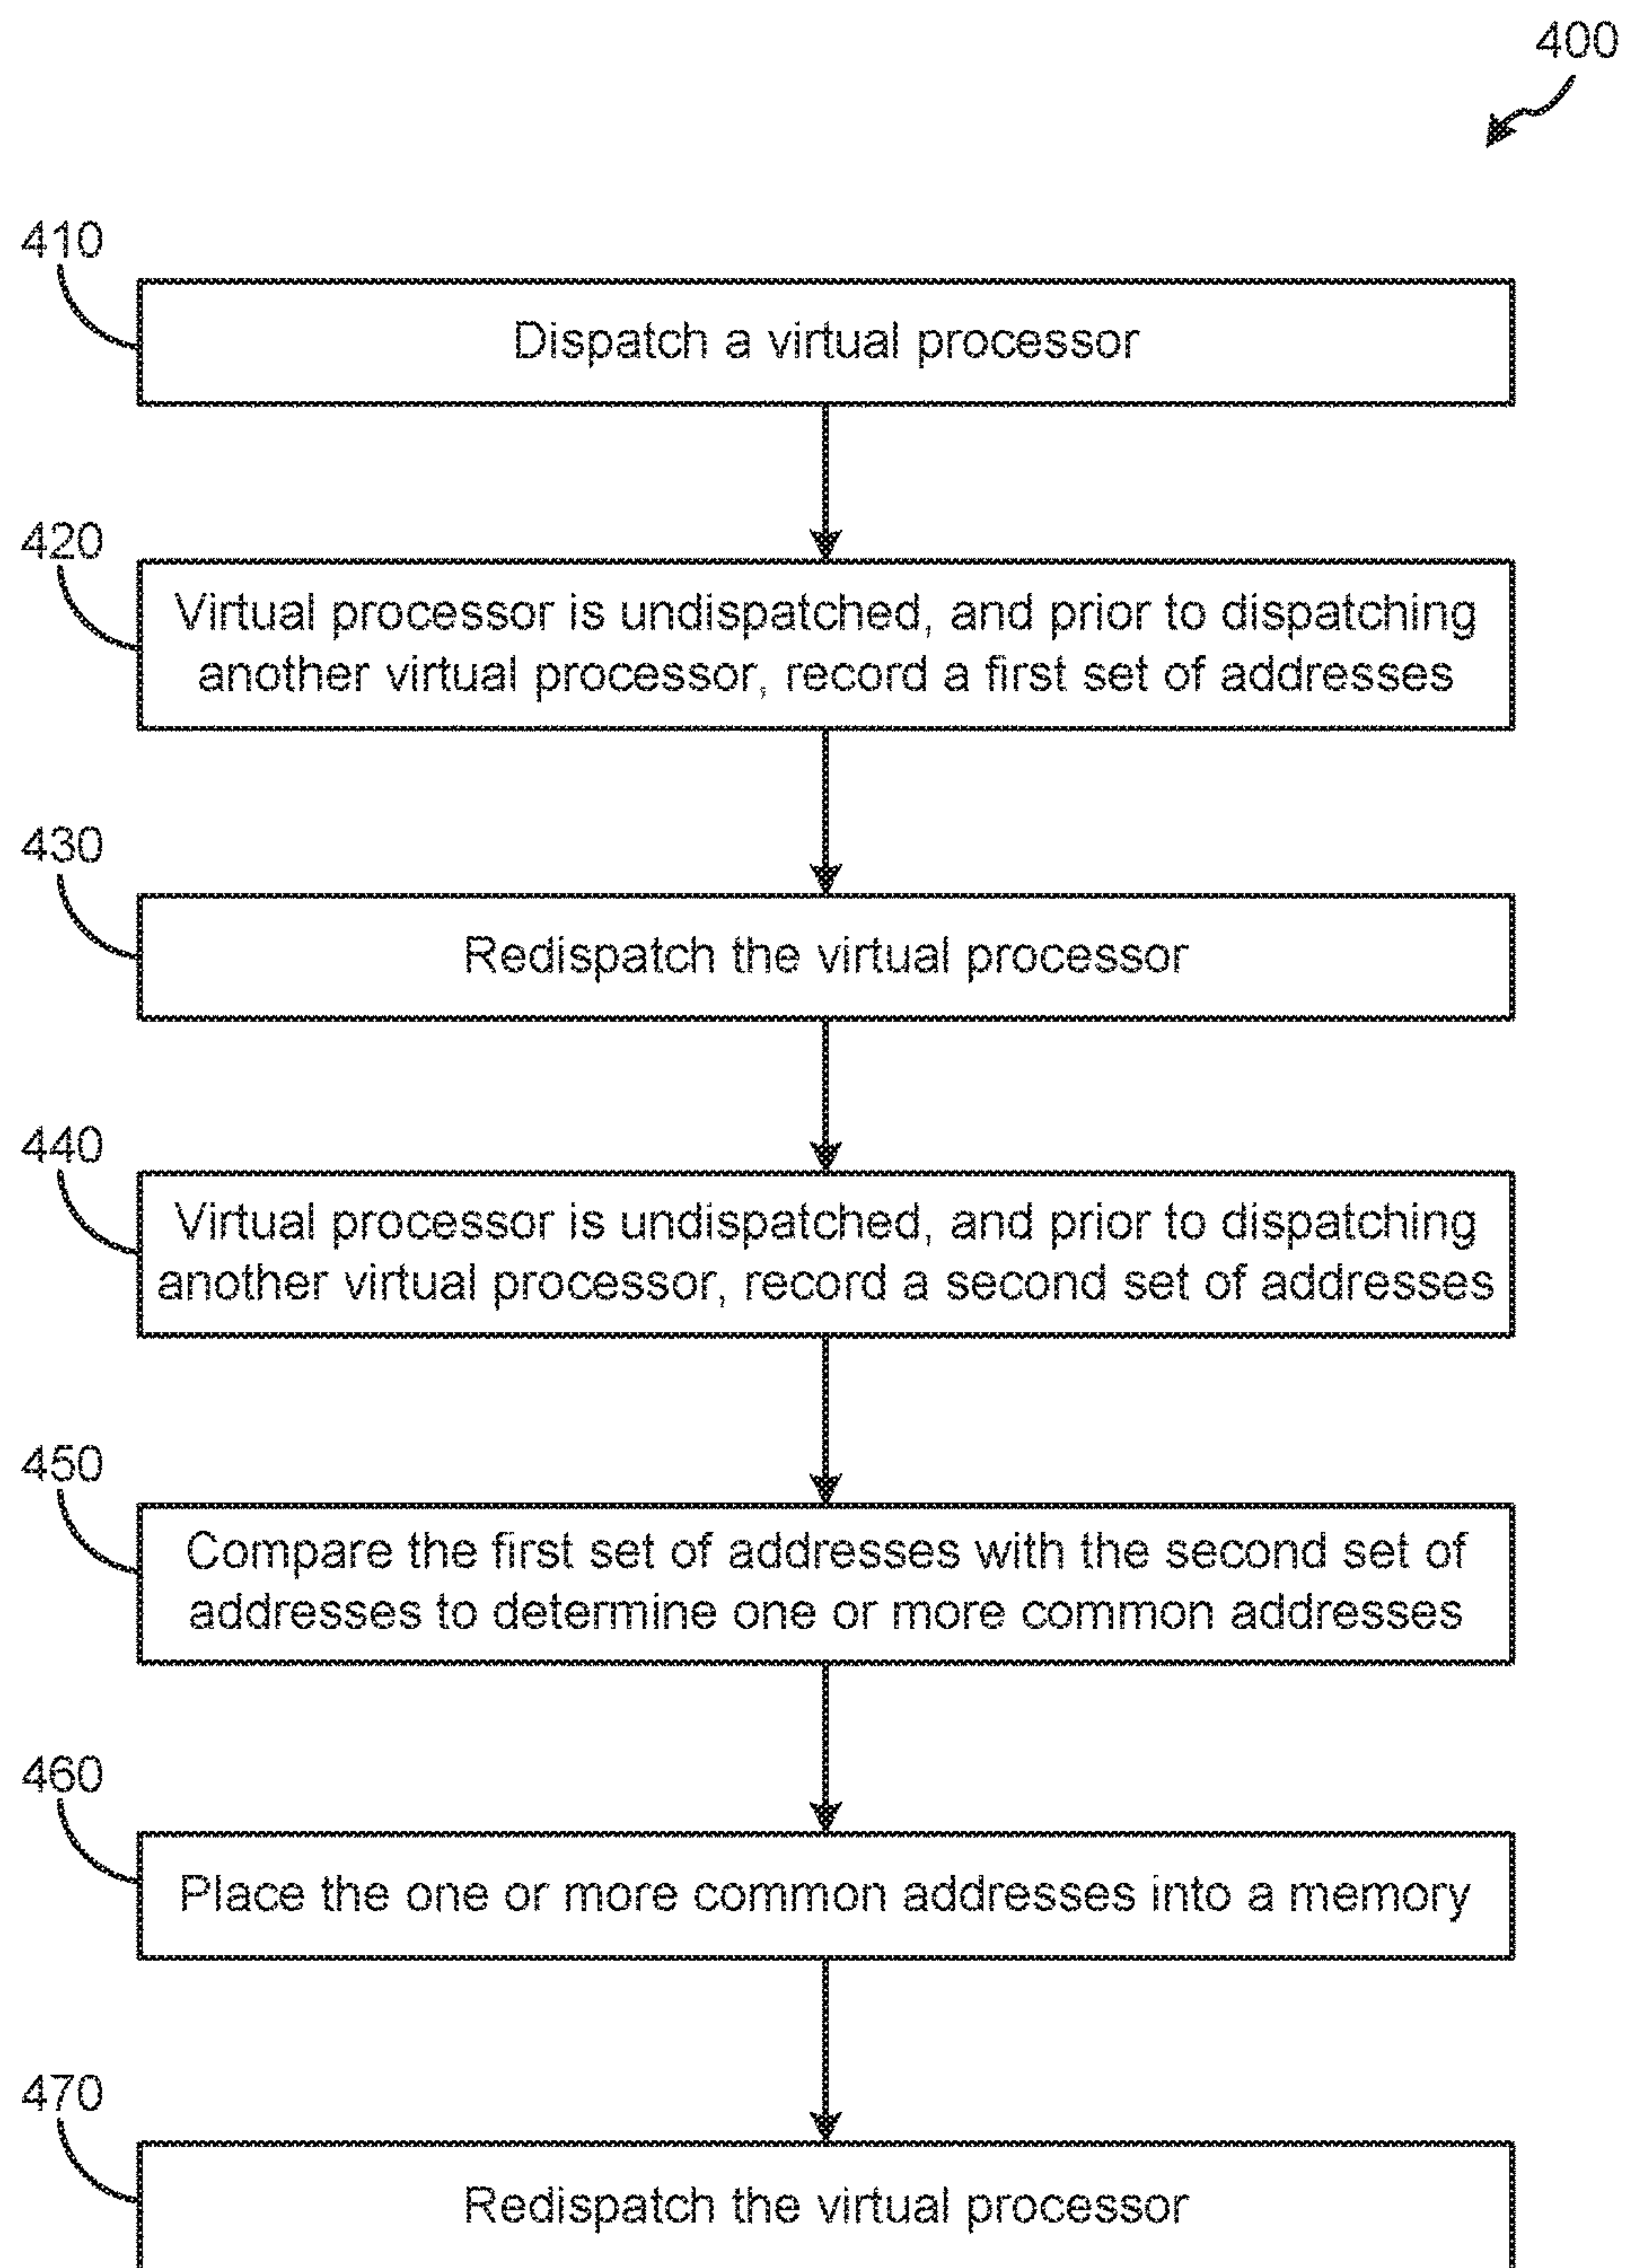 400
410
Dispatch a virtual processor
420
Virtual processor is undispatched, and prior to dispatching
another virtual processor, record a first set of addresses
430
Redispatch the virtual processor
440
Virtual processor is undispatched, and prior to dispatching
another virtual processor, record a second set of addresses
450
Compare the first set of addresses with the second set of
addresses to determine one or more common addresses
460
Place the one or more common addresses into a memory
470
Redispatch the virtual processor